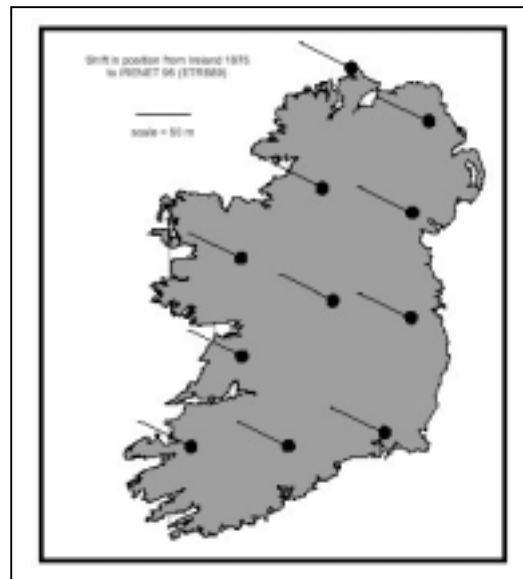 Shift in position from Ireland 1975
to IRENET 95 (ETRS89)
scale = 50 m